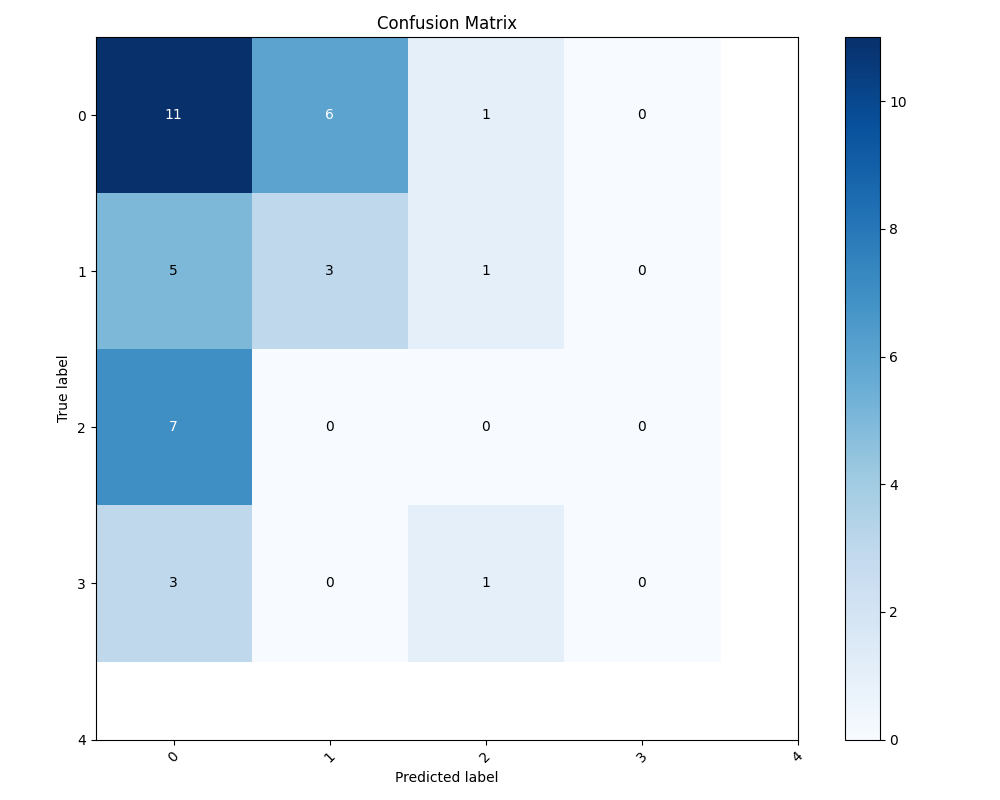 Confusion Matrix
0 11 6 1 0
1 5 3 1 0
2 7 0 0 0
3 3 0 1 0
4
0 1 2 3 4
True label
Predicted label
10
8
6
4
2
0